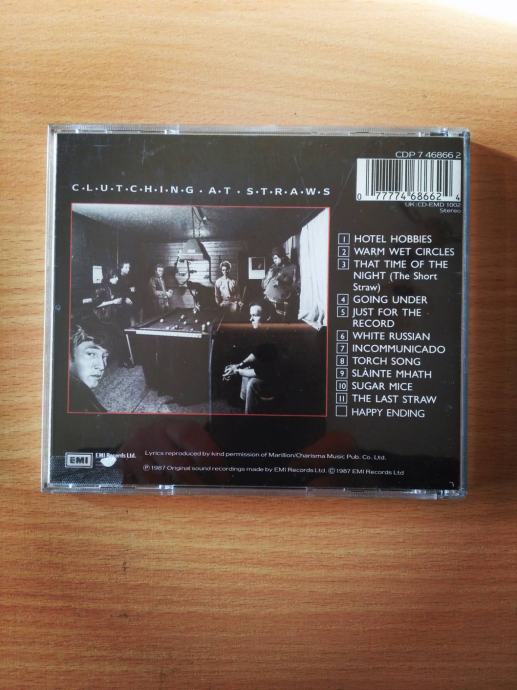 CDP 7 46866 2
0 77774 68662 4
UK: CD-EMD 1002
Stereo
C·L·U·T·C·H·I·N·G · A·T · S·T·R·A·W·S
1 HOTEL HOBBIES
2 WARM WET CIRCLES
3 THAT TIME OF THE
NIGHT (The Short
Straw)
4 GOING UNDER
5 JUST FOR THE
RECORD
6 WHITE RUSSIAN
7 INCOMMUNICADO
8 TORCH SONG
9 SLÀINTE MHATH
10 SUGAR MICE
11 THE LAST STRAW
HAPPY ENDING
EMI EMI Records Ltd.
Lyrics reproduced by kind permission of Marillion/Charisma Music Pub. Co. Ltd.
℗ 1987 Original sound recordings made by EMI Records Ltd. © 1987 EMI Records Ltd